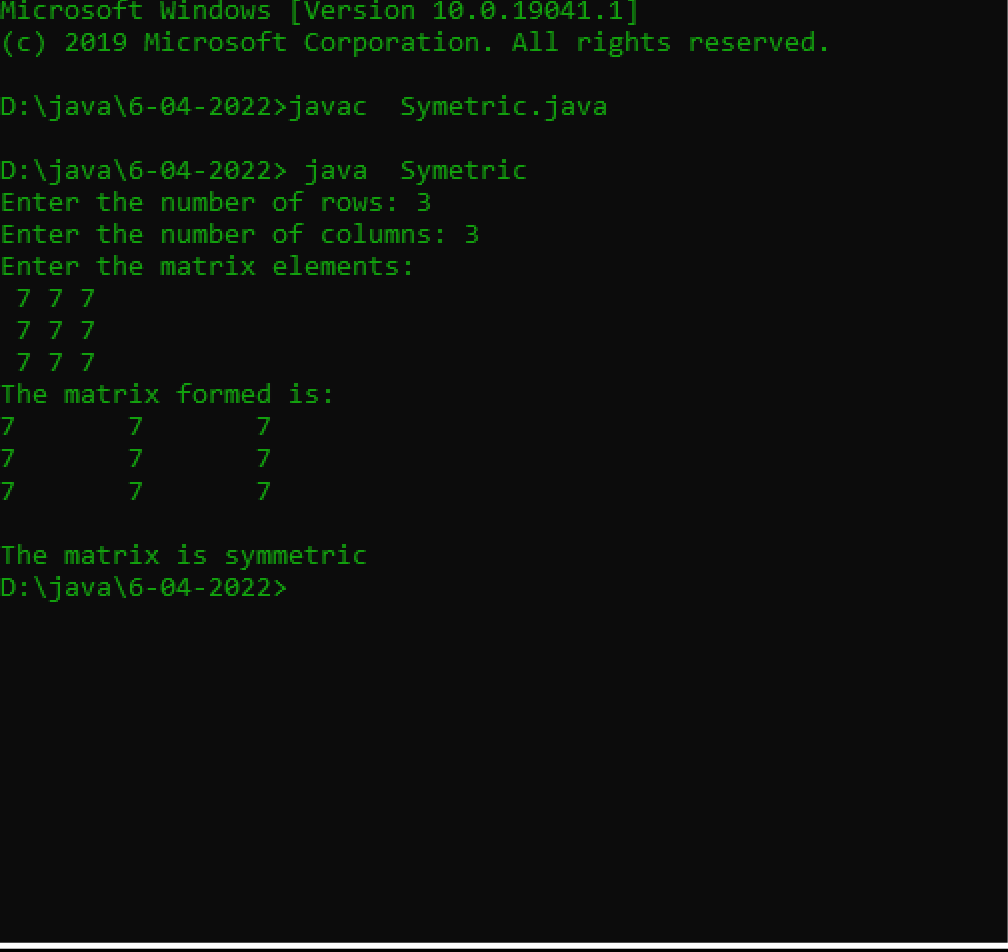 Microsoft Windows [Version 10.0.19041.1]
(c) 2019 Microsoft Corporation. All rights reserved.
D:\java\6-04-2022>javac  Symetric.java
D:\java\6-04-2022> java  Symetric
Enter the number of rows: 3
Enter the number of columns: 3
Enter the matrix elements:
 7 7 7
 7 7 7
 7 7 7
The matrix formed is:
7       7       7
7       7       7
7       7       7
The matrix is symmetric
D:\java\6-04-2022>